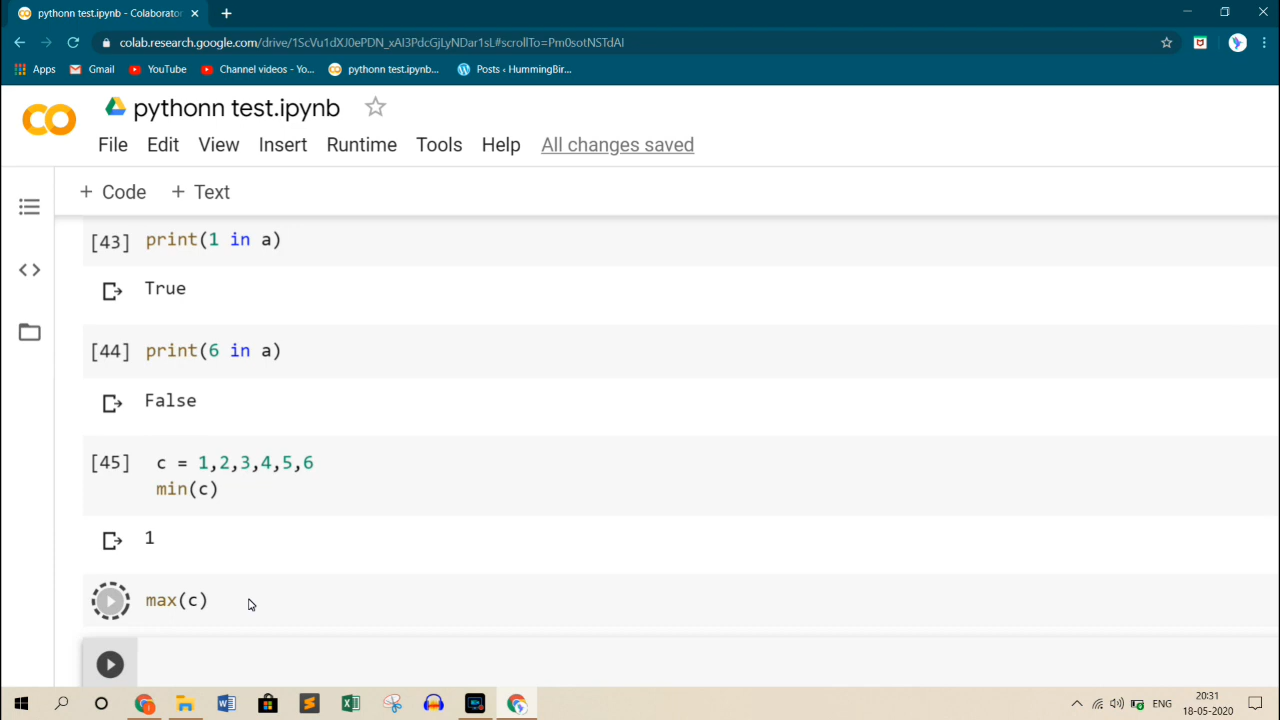 pythonn test.ipynb - Colaborator
colab.research.google.com/drive/1ScVu1dXJ0ePDN_xAI3PdcGjLyNDar1sL#scrollTo=Pm0sotNSTdAI
Apps Gmail YouTube Channel videos - Yo... pythonn test.ipynb... Posts ‹ HummingBir...
pythonn test.ipynb
File Edit View Insert Runtime Tools Help All changes saved
+ Code + Text
[43] print(1 in a)
True
[44] print(6 in a)
False
[45] c = 1,2,3,4,5,6
min(c)
1
max(c)
ENG 20:31
18-05-2020